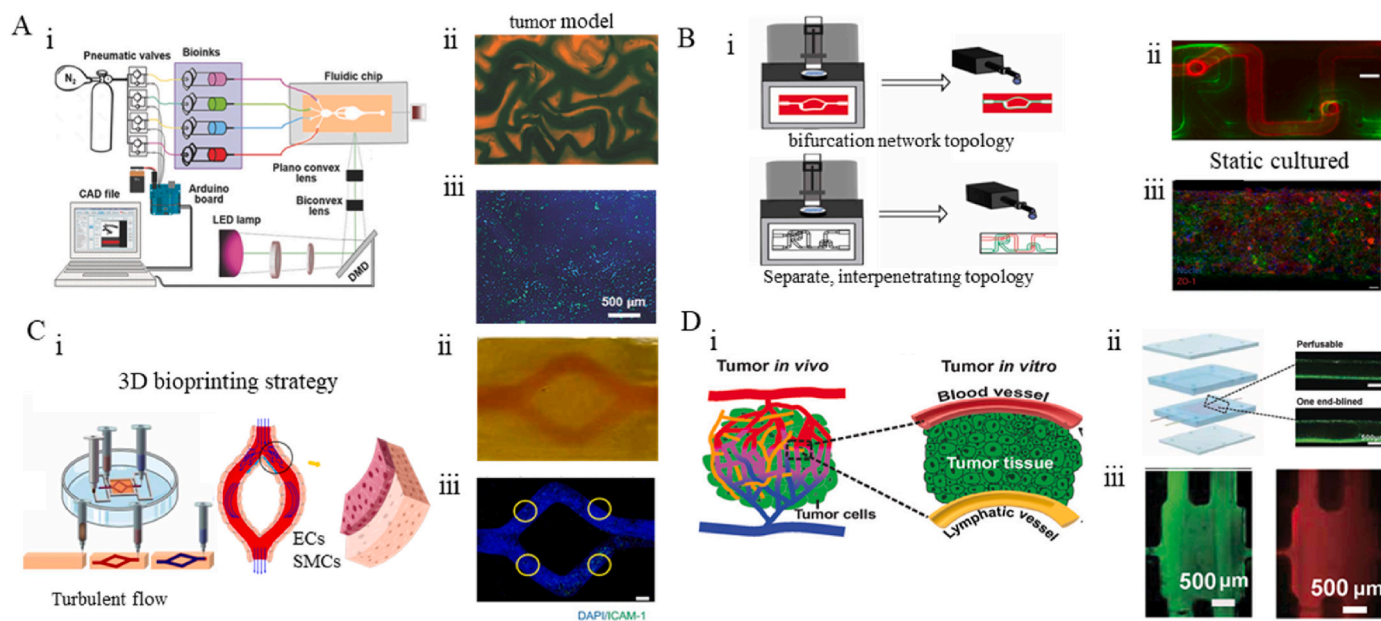 A
i
Pneumatic valves
Bioinks
N₂
Fluidic chip
Plano convex
lens
Biconvex
lens
CAD file
Arduino
board
LED lamp
DMD
tumor model
ii
iii
500 μm
B
i
bifurcation network topology
Separate, interpenetrating topology
ii
Static cultured
iii
ZO-1
C
i
3D bioprinting strategy
ECs
SMCs
Turbulent flow
ii
iii
DAPI/ICAM-1
D
i
Tumor in vivo
Tumor cells
Tumor in vitro
Blood vessel
Tumor tissue
Lymphatic vessel
ii
Perfusable
One end-blined
500μm
iii
500 μm
500 μm